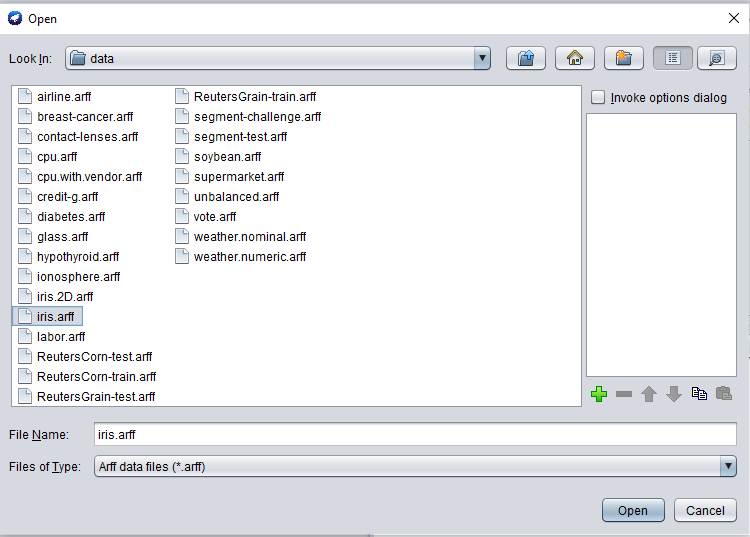 Open
Look In: data
Invoke options dialog
airline.arff
breast-cancer.arff
contact-lenses.arff
cpu.arff
cpu.with.vendor.arff
credit-g.arff
diabetes.arff
glass.arff
hypothyroid.arff
ionosphere.arff
iris.2D.arff
iris.arff
labor.arff
ReutersCorn-test.arff
ReutersCorn-train.arff
ReutersGrain-test.arff
ReutersGrain-train.arff
segment-challenge.arff
segment-test.arff
soybean.arff
supermarket.arff
unbalanced.arff
vote.arff
weather.nominal.arff
weather.numeric.arff
File Name: iris.arff
Files of Type: Arff data files (*.arff)
Open Cancel